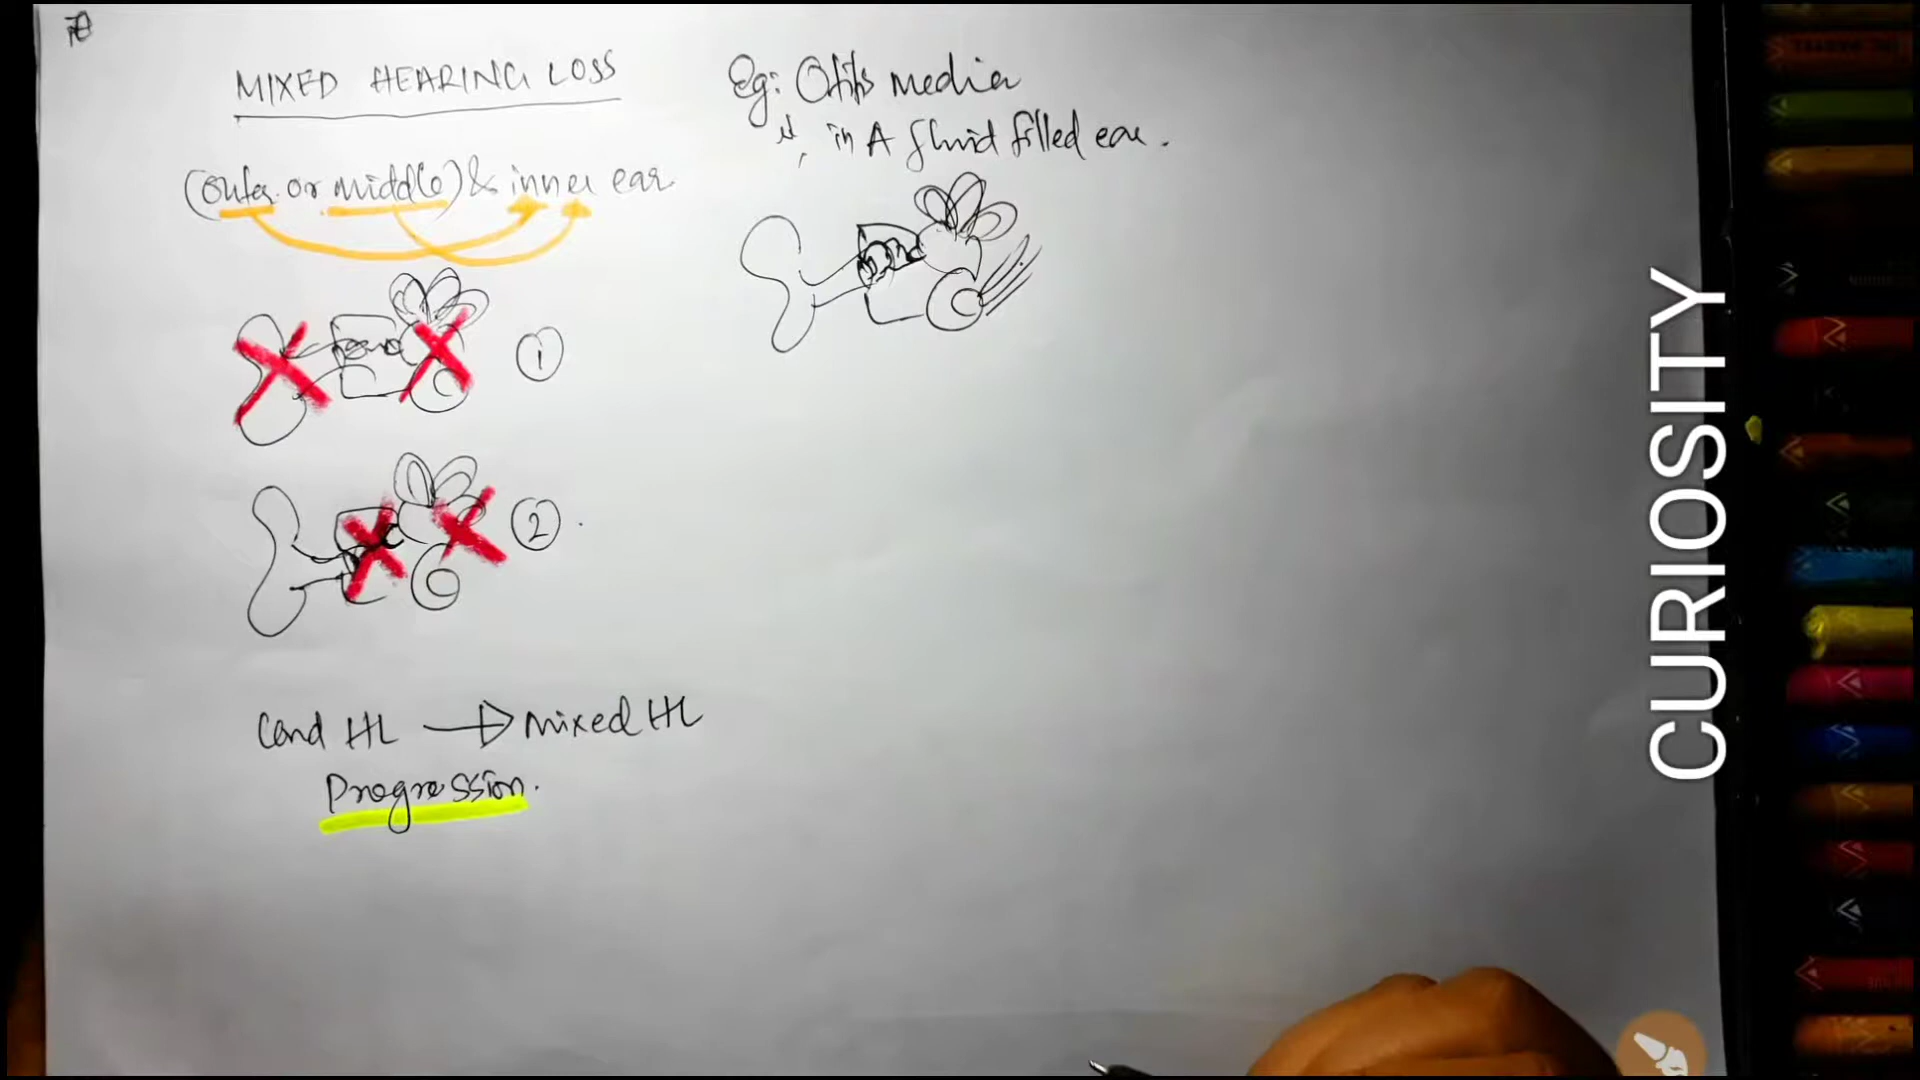 MIXED HEARING LOSS
(outer or middle) & inner ear
1
2
Cond HL → mixed HL
Progression.
Eg: Otitis media
in A fluid filled ear.
CURIOSITY